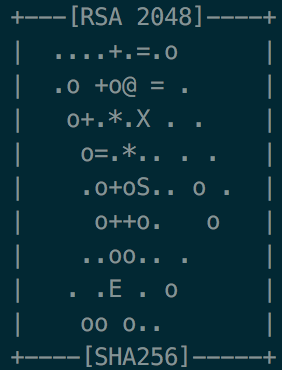 +---[RSA 2048]----+
|  ....+.=.o      |
|  .o +o@ = .     |
|   o+.*.X . .    |
|    o=.*.. . .   |
|    .o+oS.. o .  |
|     o++o.   o   |
|    ..oo.. .     |
|   . .E . o      |
|    oo o..       |
+----[SHA256]-----+